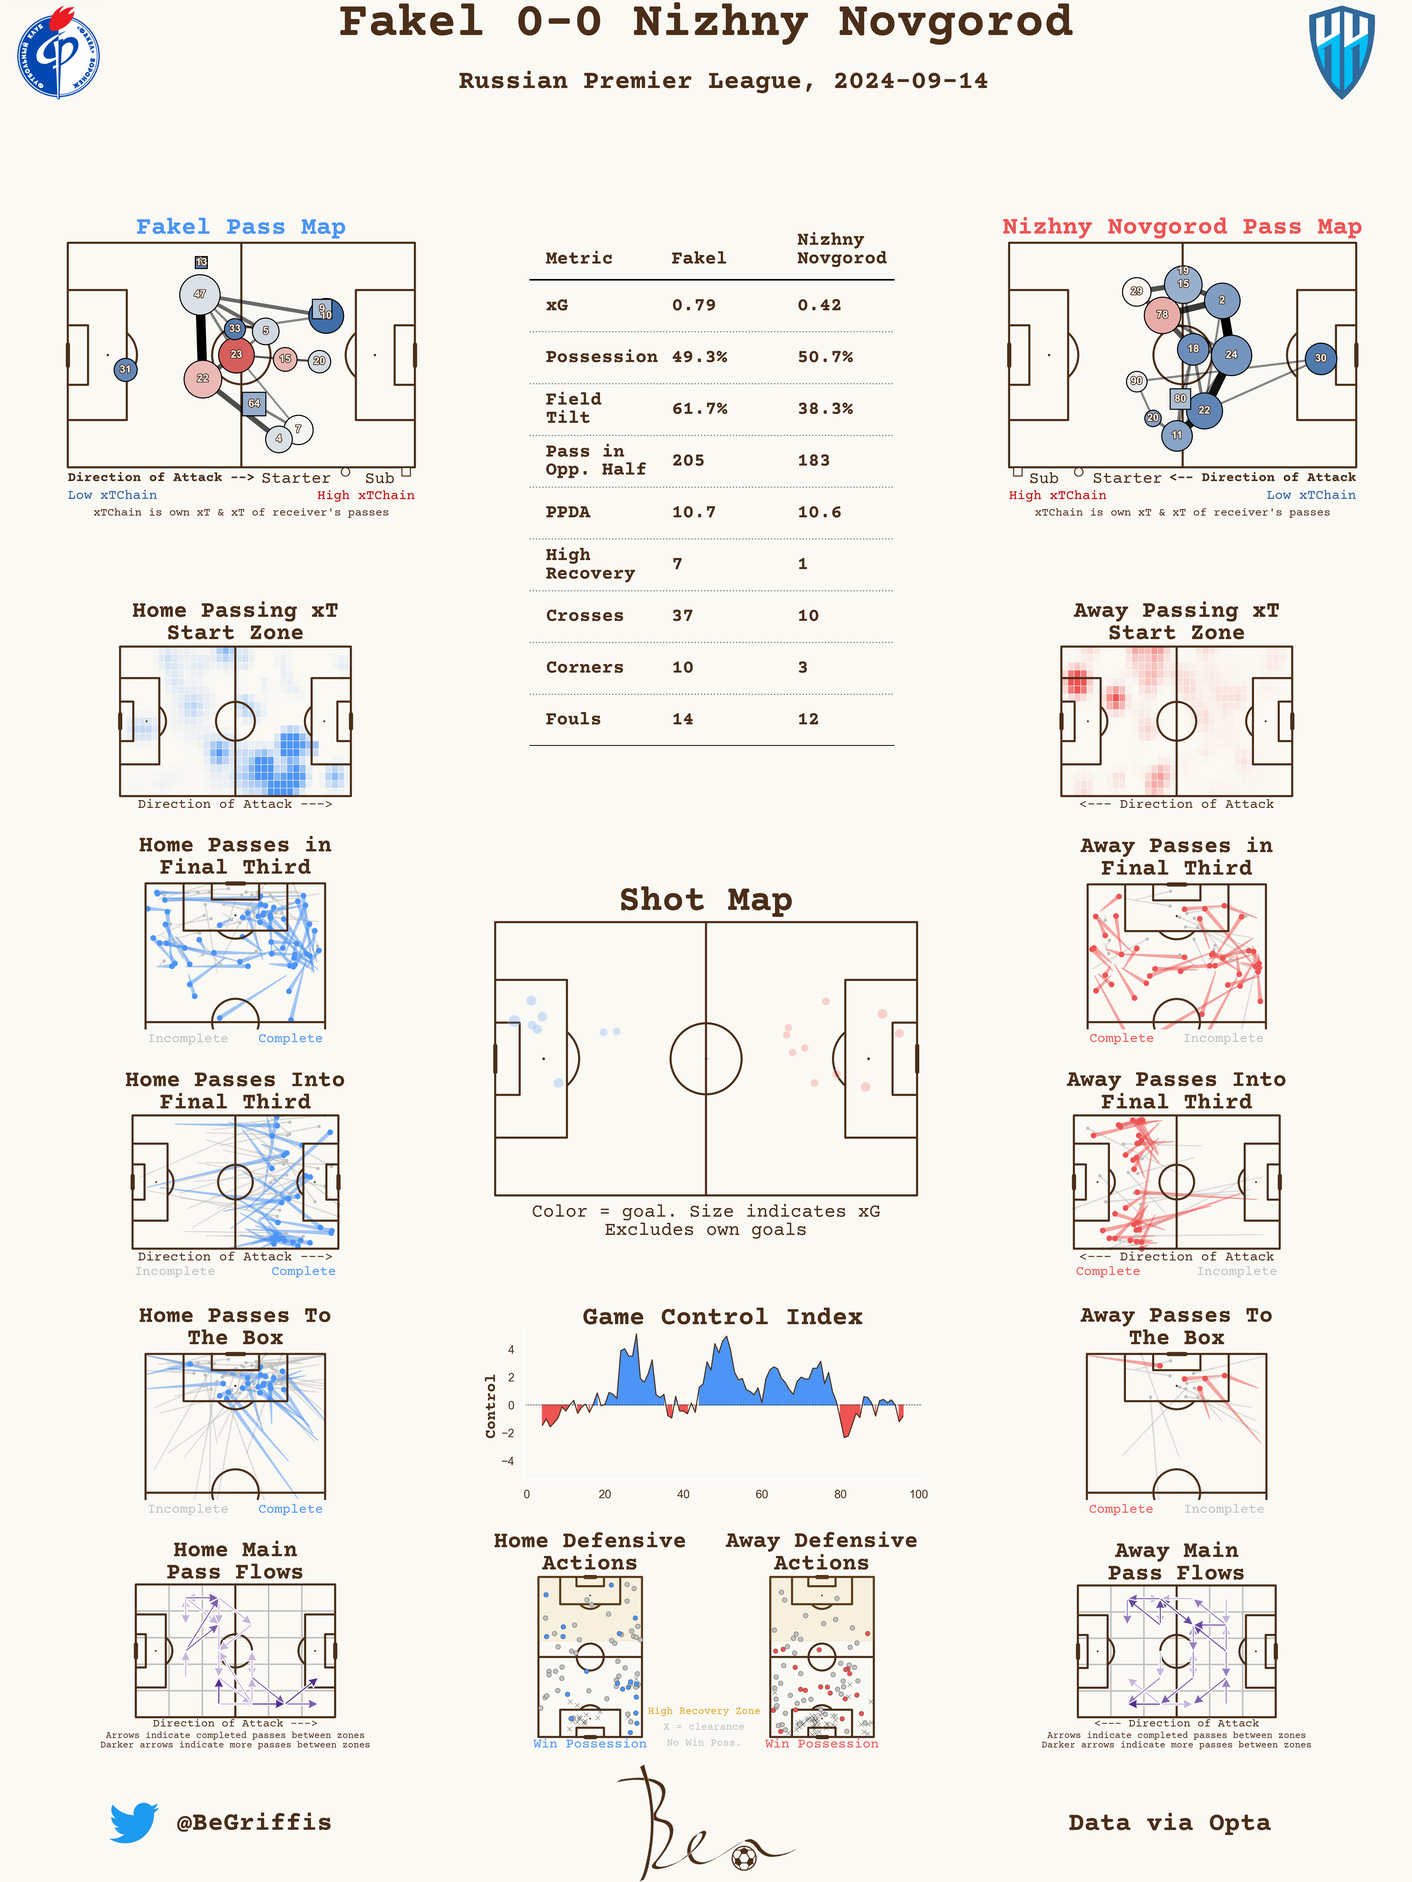 Fakel 0-0 Nizhny Novgorod
Russian Premier League, 2024-09-14
Fakel Pass Map
13
47
9
10
33
5
23
15
20
31
22
64
7
4
Direction of Attack --> Starter Sub
Low xTChain High xTChain
xTChain is own xT & xT of receiver's passes
Metric Fakel Nizhny Novgorod
xG 0.79 0.42
Possession 49.3% 50.7%
Field Tilt 61.7% 38.3%
Pass in Opp. Half 205 183
PPDA 10.7 10.6
High Recovery 7 1
Crosses 37 10
Corners 10 3
Fouls 14 12
Nizhny Novgorod Pass Map
19
15
29
2
78
18
24
30
90
80
20
22
11
Sub Starter <-- Direction of Attack
High xTChain Low xTChain
xTChain is own xT & xT of receiver's passes
Home Passing xT
Start Zone
Direction of Attack --->
Away Passing xT
Start Zone
<--- Direction of Attack
Home Passes in
Final Third
Incomplete Complete
Shot Map
Color = goal. Size indicates xG
Excludes own goals
Away Passes in
Final Third
Complete Incomplete
Home Passes Into
Final Third
Direction of Attack --->
Incomplete Complete
Away Passes Into
Final Third
<--- Direction of Attack
Complete Incomplete
Home Passes To
The Box
Incomplete Complete
Game Control Index
Control
4
2
0
−2
−4
0 20 40 60 80 100
Away Passes To
The Box
Complete Incomplete
Home Main
Pass Flows
Direction of Attack --->
Arrows indicate completed passes between zones
Darker arrows indicate more passes between zones
Home Defensive
Actions
Win Possession
High Recovery Zone
X = clearance
No Win Poss.
Away Defensive
Actions
Win Possession
Away Main
Pass Flows
<--- Direction of Attack
Arrows indicate completed passes between zones
Darker arrows indicate more passes between zones
@BeGriffis
Ben
Data via Opta